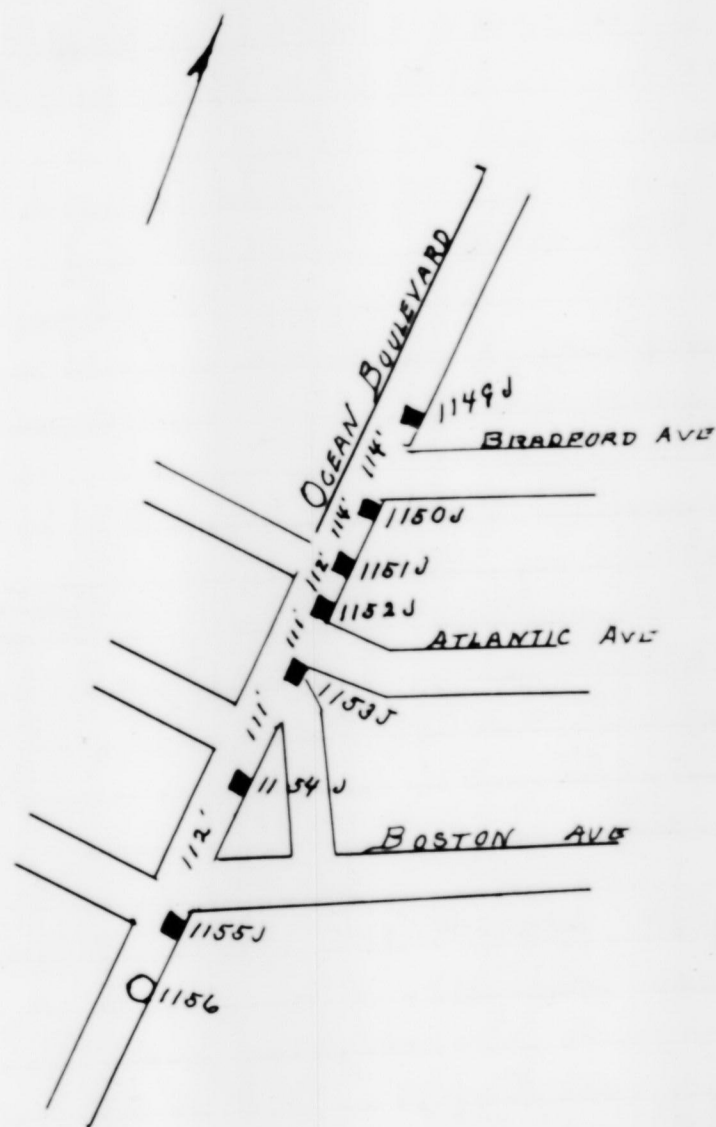 OCEAN BOULEVARD
1149J
BRADFORD AVE
114'
1150J
114'
1151J
112'
1152J
111'
ATLANTIC AVE
1153J
111'
1154J
112'
BOSTON AVE
1155J
1156